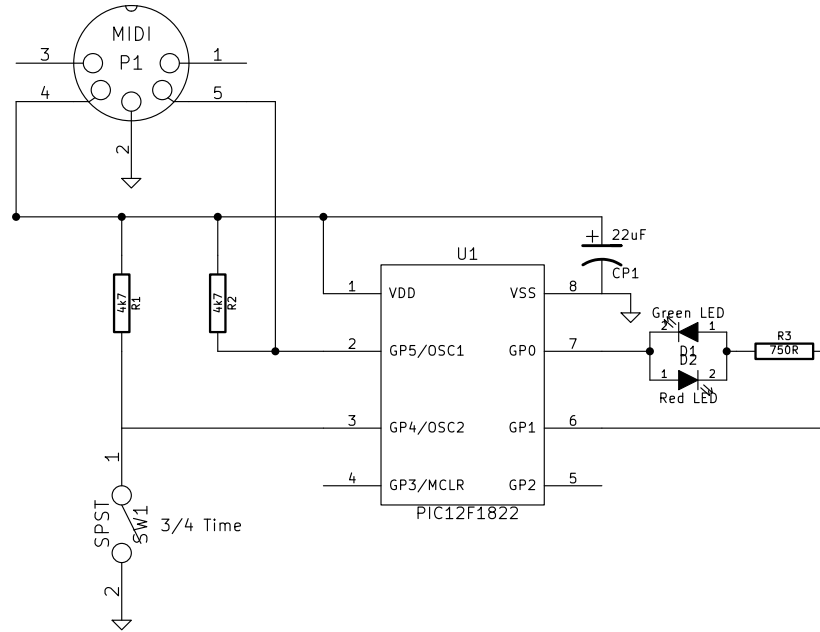 MIDI
3 P1 1
4 5
2
+ 22uF
U1
CP1
4k7 R1
4k7 R2
1 VDD VSS 8
Green LED
2 1
R3
2 GP5/OSC1 GP0 7
D1
750R
D2
1 2
Red LED
3 GP4/OSC2 GP1 6
1
4 GP3/MCLR GP2 5
PIC12F1822
SPST SW1 3/4 Time
2